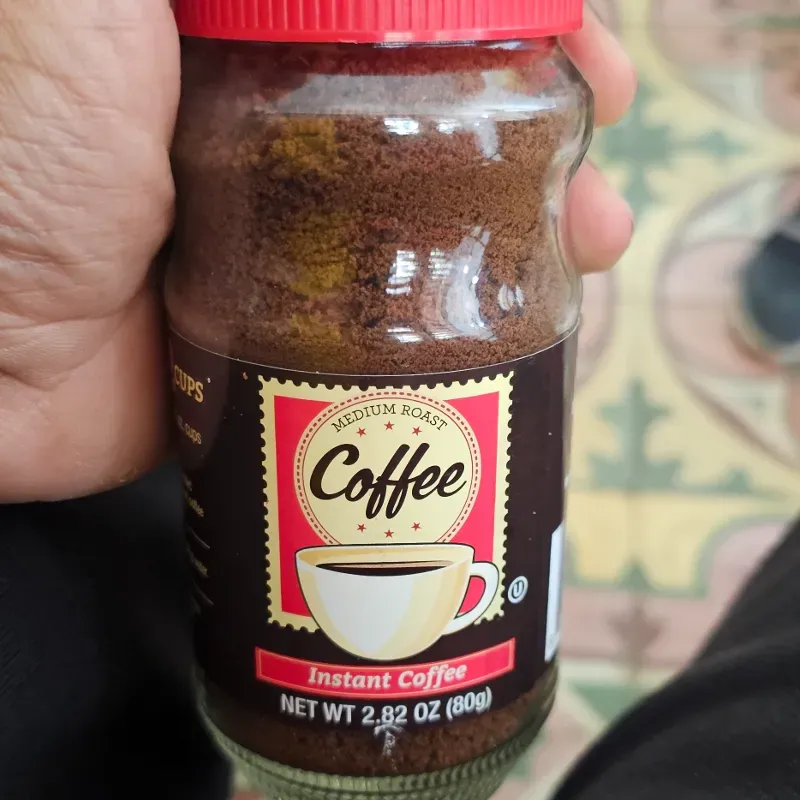 CUPS
MEDIUM ROAST
Coffee
U
Instant Coffee
NET WT 2.82 OZ (80g)